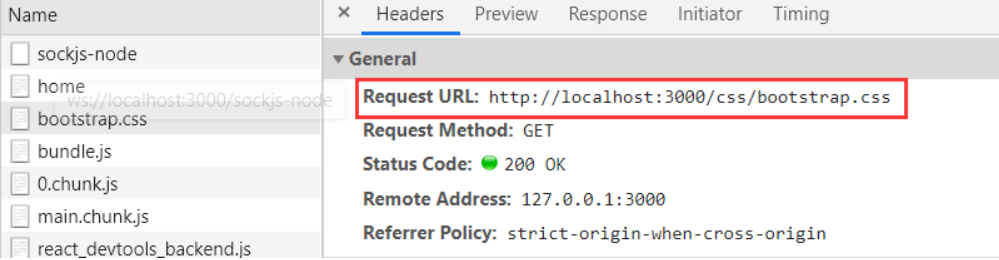 Name
sockjs-node
home
ws://localhost:3000/sockjs-node
bootstrap.css
bundle.js
0.chunk.js
main.chunk.js
react_devtools_backend.js
× Headers Preview Response Initiator Timing
▼ General
Request URL: http://localhost:3000/css/bootstrap.css
Request Method: GET
Status Code: 200 OK
Remote Address: 127.0.0.1:3000
Referrer Policy: strict-origin-when-cross-origin